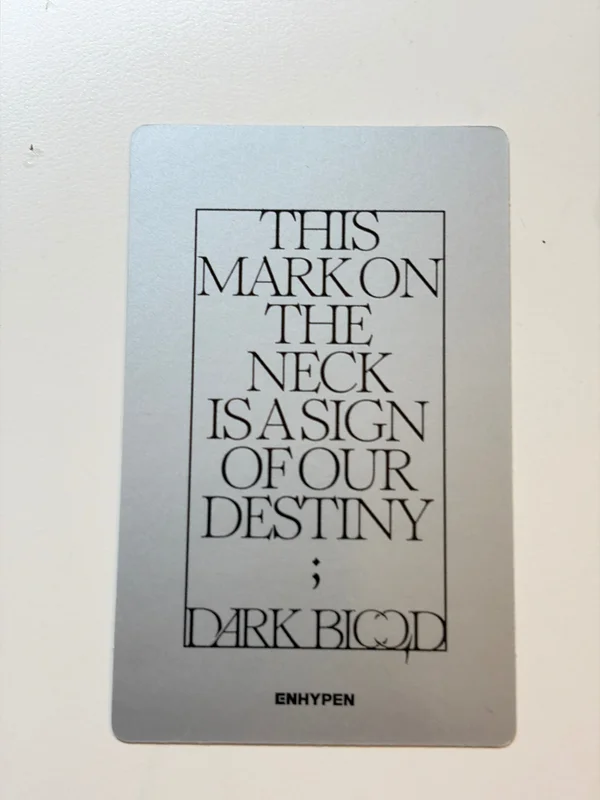 THIS
MARK ON
THE
NECK
IS A SIGN
OF OUR
DESTINY
;
DARK BLOOD
ENHYPEN